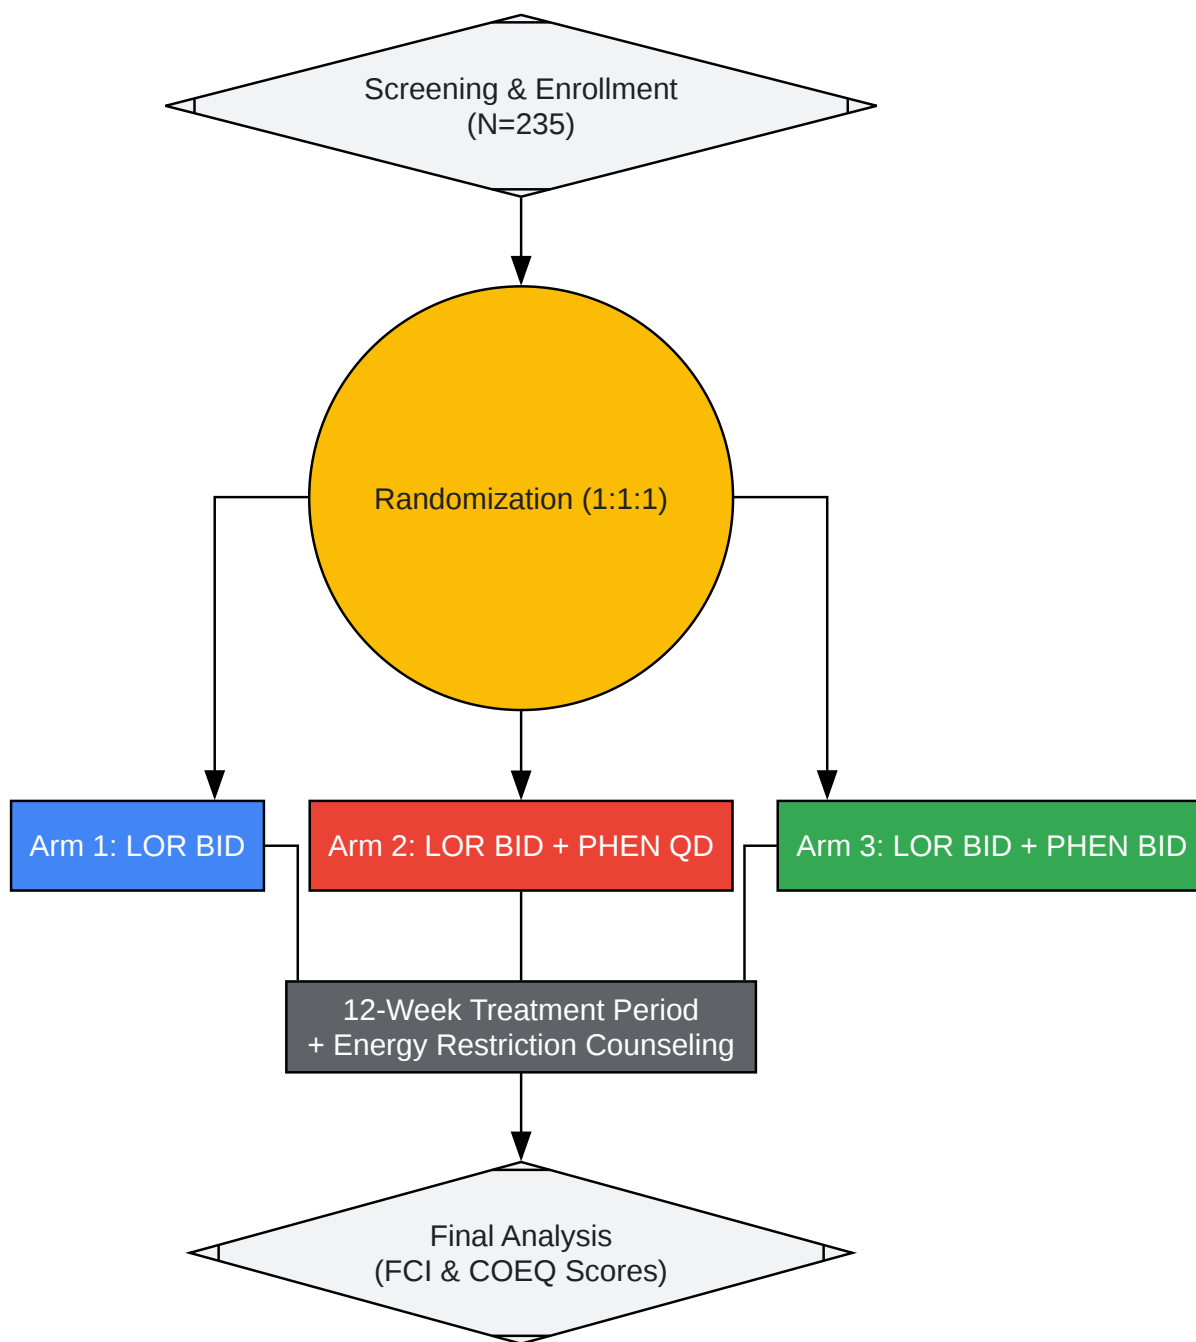 Screening & Enrollment
(N=235)
Randomization (1:1:1)
Arm 1: LOR BID
Arm 2: LOR BID + PHEN QD
Arm 3: LOR BID + PHEN BID
12-Week Treatment Period
+ Energy Restriction Counseling
Final Analysis
(FCI & COEQ Scores)